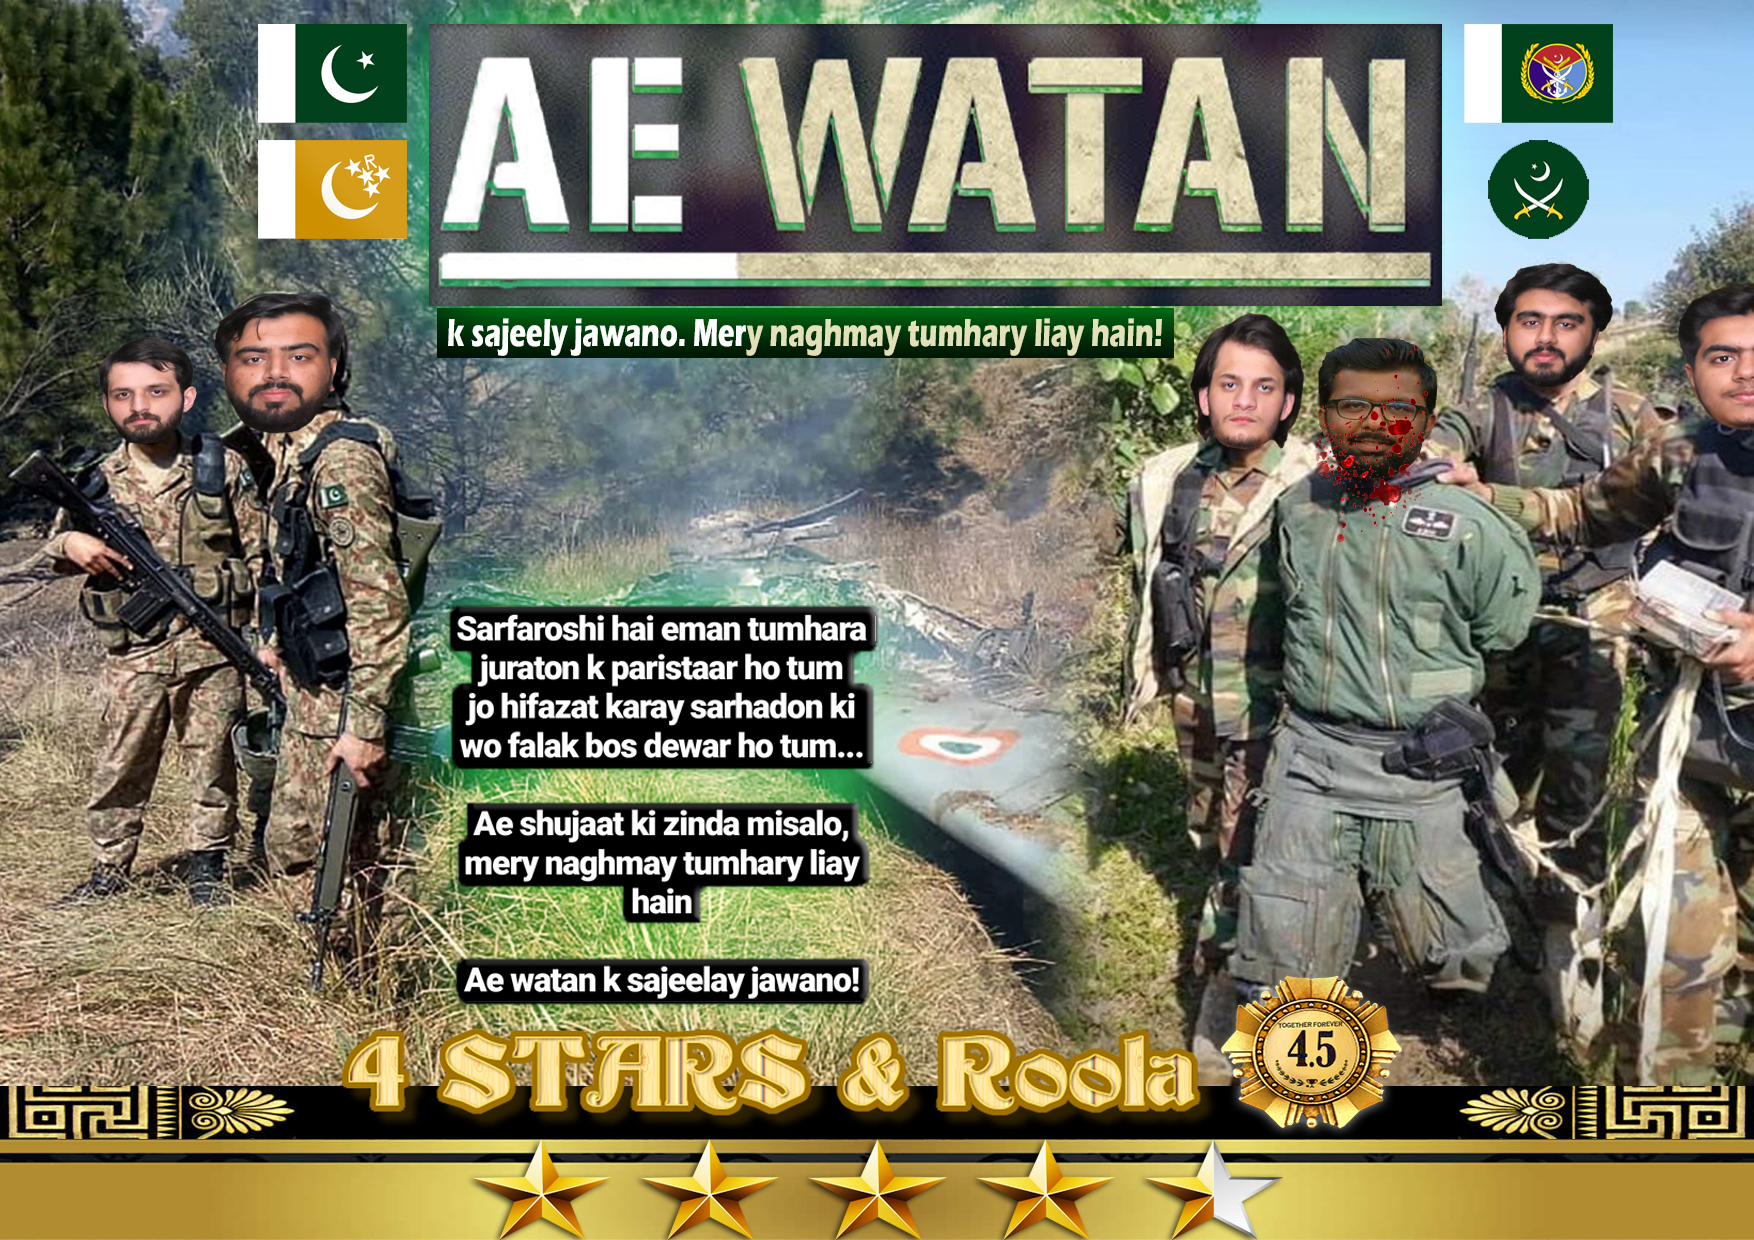 AE WATAN
k sajeely jawano. Mery naghmay tumhary liay hain!
R
Sarfaroshi hai eman tumhara
juraton k paristaar ho tum
jo hifazat karay sarhadon ki
wo falak bos dewar ho tum...
Ae shujaat ki zinda misalo,
mery naghmay tumhary liay
hain
Ae watan k sajeelay jawano!
4 STARS & Roola
TOGETHER FOREVER
4.5